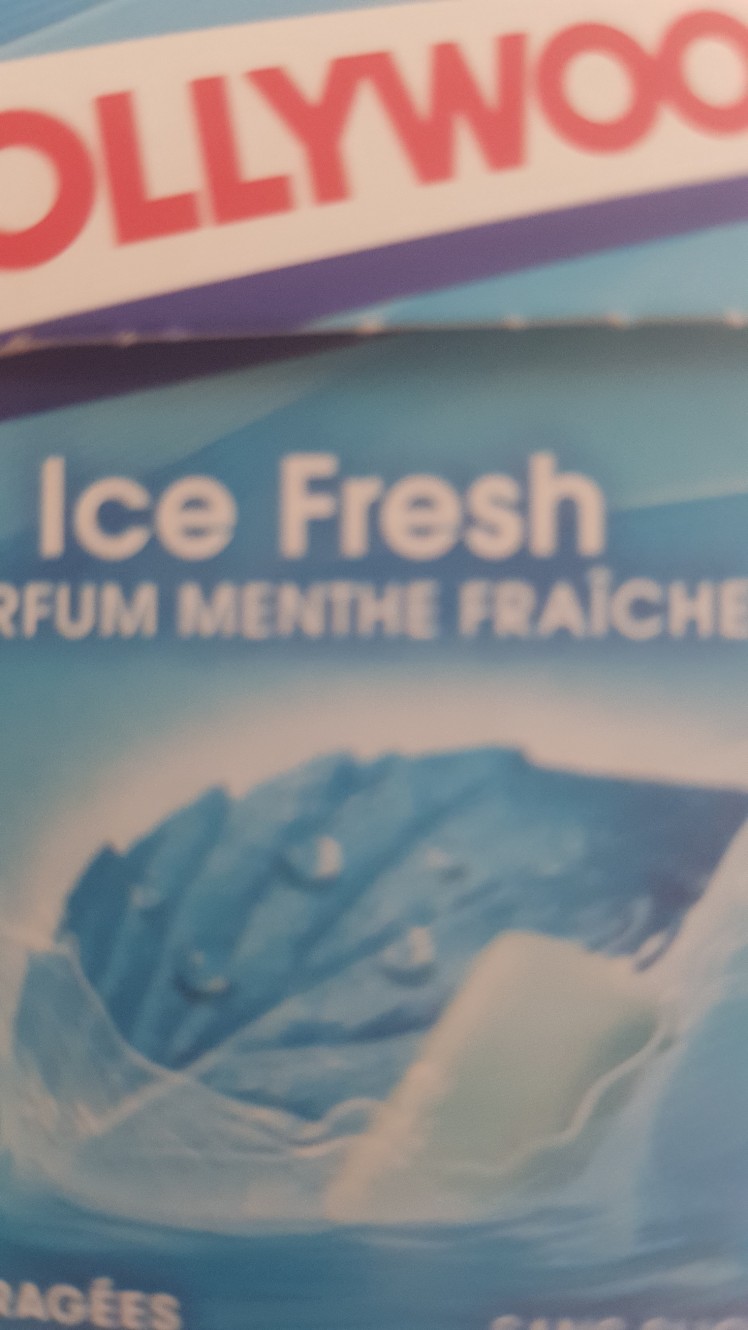 OLLYWOO
Ice Fresh
RFUM MENTHE FRAÎCHE
RAGÉES